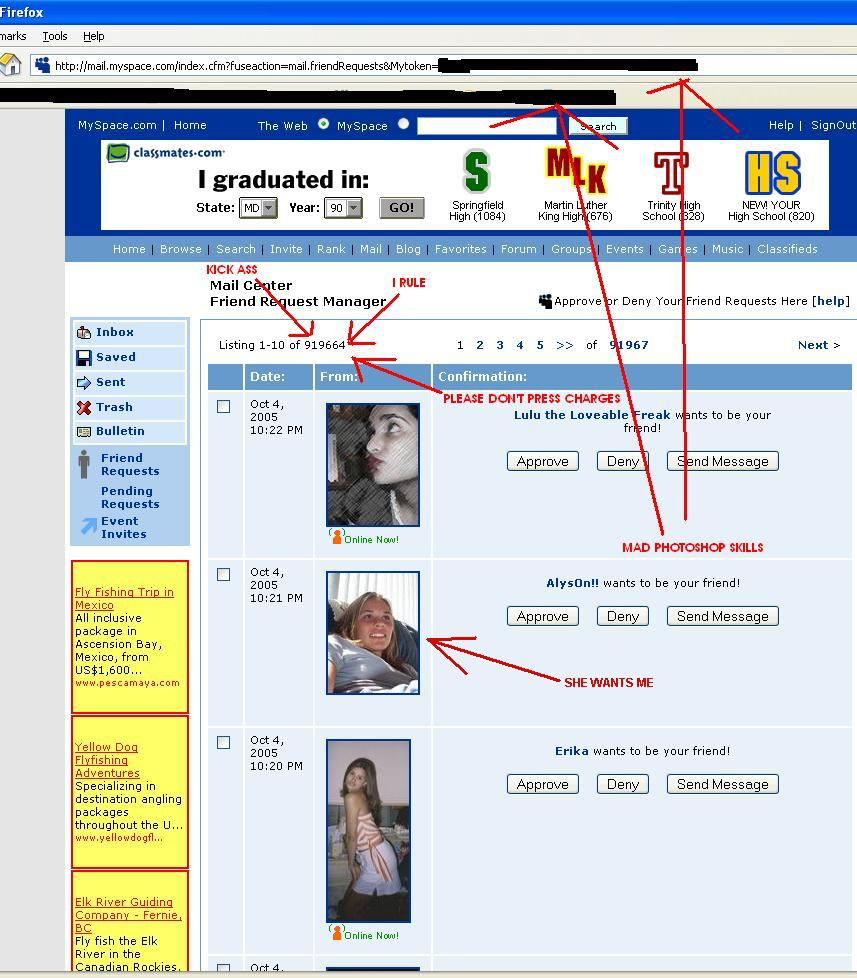 Firefox
marks Tools Help
http://mail.myspace.com/index.cfm?fuseaction=mail.friendRequests&Mytoken=
MySpace.com | Home
The Web MySpace Search
Help | SignOut
classmates.com
I graduated in:
State: MD Year: 90 GO!
S
Springfield
High (1084)
MLK
Martin Luther
King High (676)
T
Trinity High
School (328)
HS
NEW! Your
High School (820)
Home | Browse | Search | Invite | Rank | Mail | Blog | Favorites | Forum | Groups | Events | Games | Music | Classifieds
KICK ASS
I RULE
Mail Center
Friend Request Manager
Approve or Deny Your Friend Requests Here [help]
Inbox
Saved
Sent
Trash
Bulletin
Friend
Requests
Pending
Requests
Event
Invites
Listing 1-10 of 919664
1 2 3 4 5 >> of 91967
Next >
Date: From: Confirmation:
PLEASE DONT PRESS CHARGES
Oct 4,
2005
10:22 PM
Online Now!
Lulu the Loveable Freak wants to be your
friend!
Approve Deny Send Message
MAD PHOTOSHOP SKILLS
Oct 4,
2005
10:21 PM
AlysOn!! wants to be your friend!
Approve Deny Send Message
SHE WANTS ME
Oct 4,
2005
10:20 PM
Online Now!
Erika wants to be your friend!
Approve Deny Send Message
Oct 4,
Fly Fishing Trip in
Mexico
All inclusive
package in
Ascension Bay,
Mexico, from
US$1,600...
www.pescamaya.com
Yellow Dog
Flyfishing
Adventures
Specializing in
destination angling
packages
throughout the U...
www.yellowdogfl...
Elk River Guiding
Company - Fernie,
BC
Fly fish the Elk
River in the
Canadian Rockies.